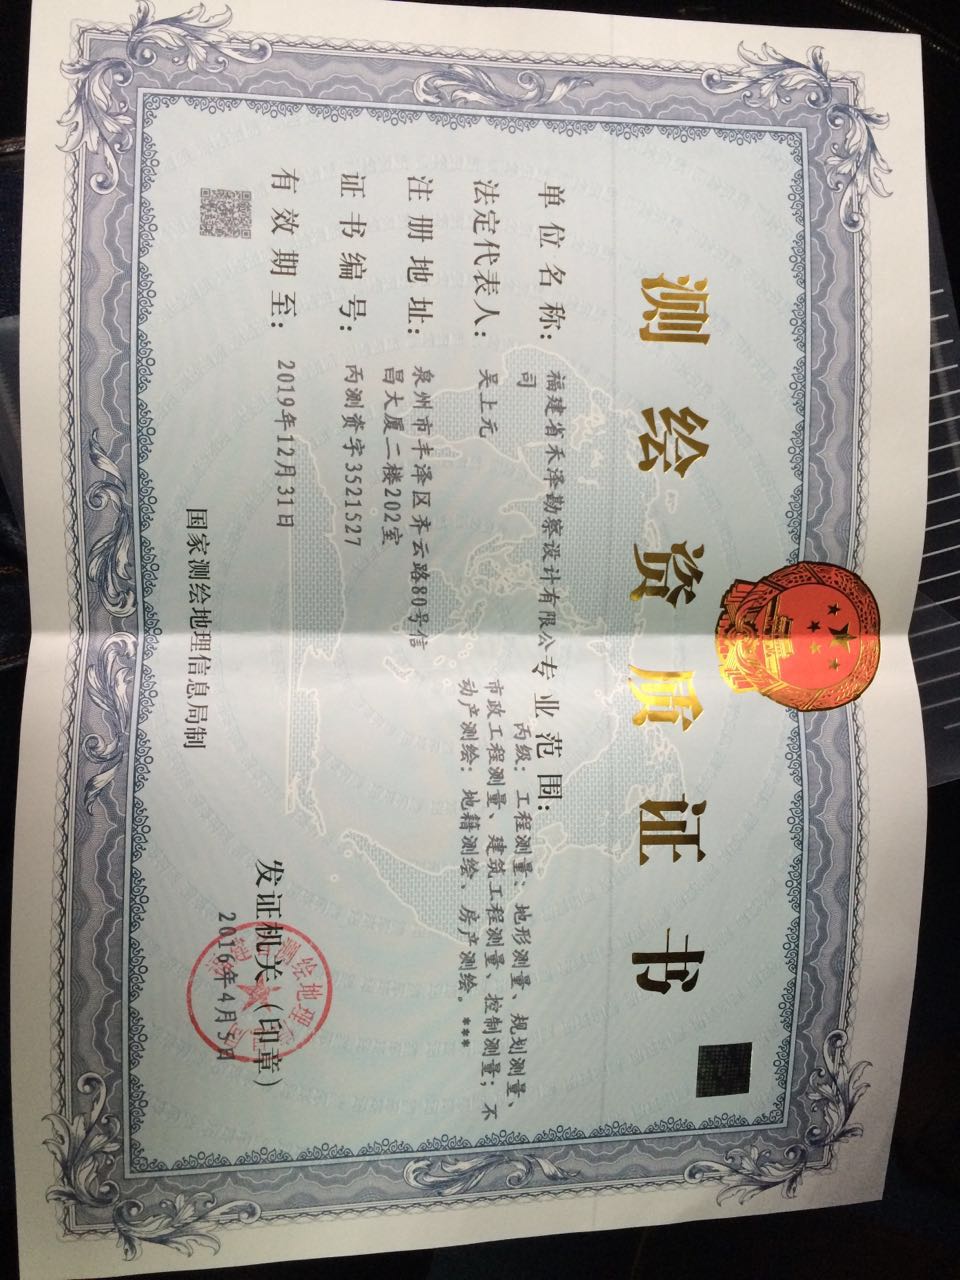 测绘资质证书
单位名称：福建省禾泽勘察设计有限公
司
法定代表人：吴上元
注册地址：泉州市丰泽区齐云路80号信
昌大厦二楼202室
证书编号：丙测资字3521527
有效期至：2019年12月31日
专业范围：
丙级：工程测量：地形测量、规划测量、
市政工程测量、建筑工程测量、控制测量；不
动产测绘：地籍测绘、房产测绘。***
发证机关（印章）
2016年4月5日
国家测绘地理信息局制